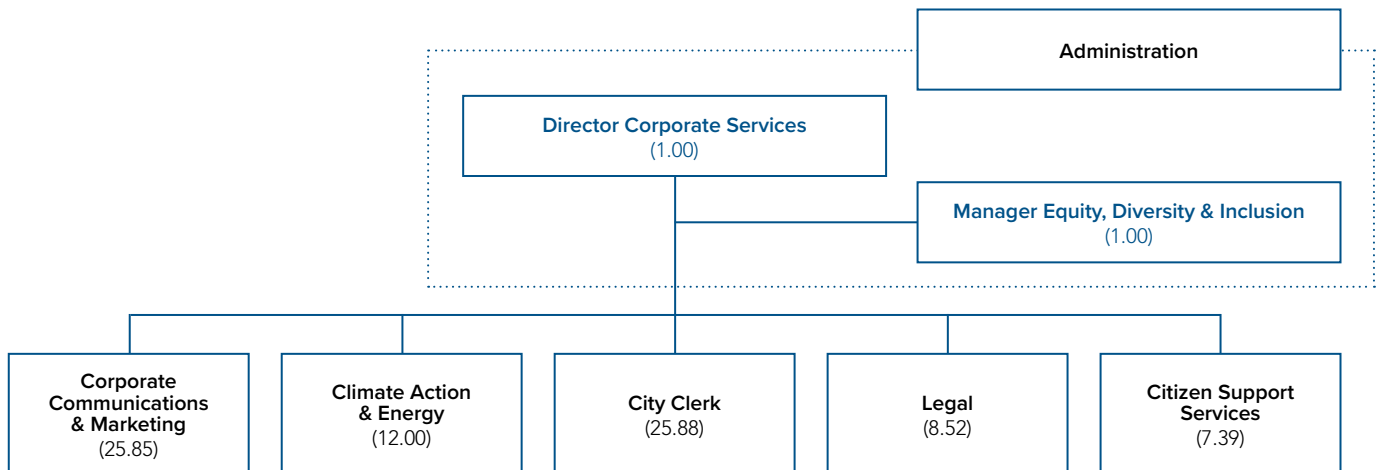 Administration
Director Corporate Services
(1.00)
Manager Equity, Diversity & Inclusion
(1.00)
Corporate
Communications
& Marketing
(25.85)
Climate Action
& Energy
(12.00)
City Clerk
(25.88)
Legal
(8.52)
Citizen Support
Services
(7.39)